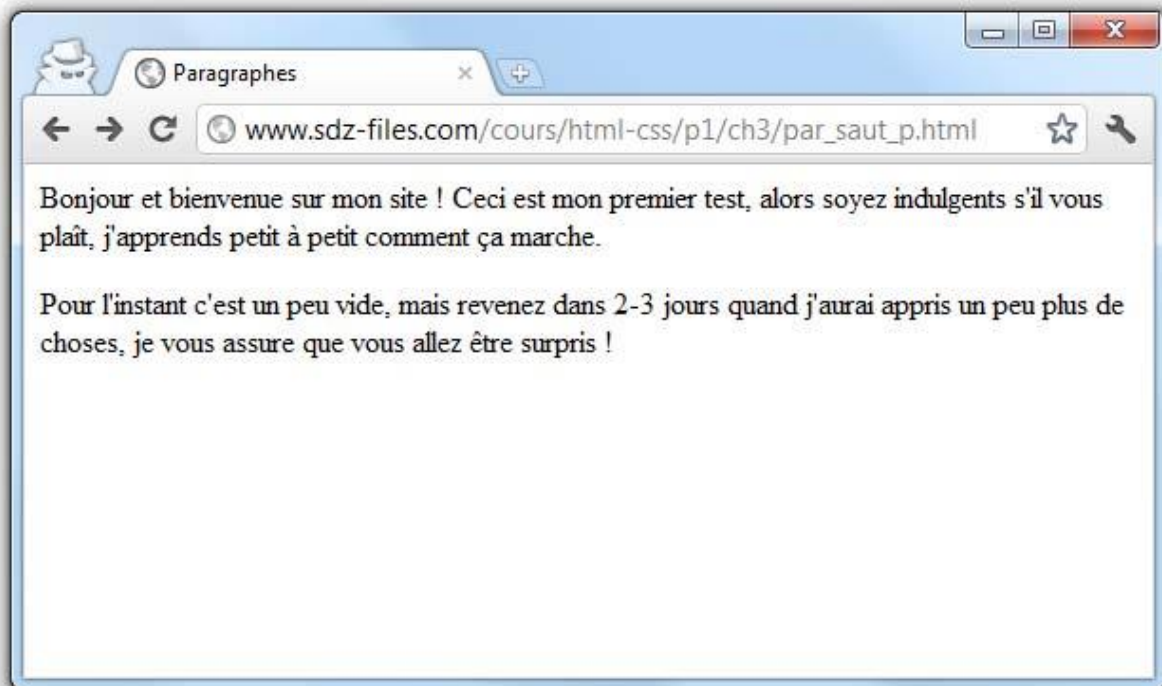 Paragraphes
www.sdz-files.com/cours/html-css/p1/ch3/par_saut_p.html
Bonjour et bienvenue sur mon site ! Ceci est mon premier test, alors soyez indulgents s'il vous
plaît, j'apprends petit à petit comment ça marche.
Pour l'instant c'est un peu vide, mais revenez dans 2-3 jours quand j'aurai appris un peu plus de
choses, je vous assure que vous allez être surpris !